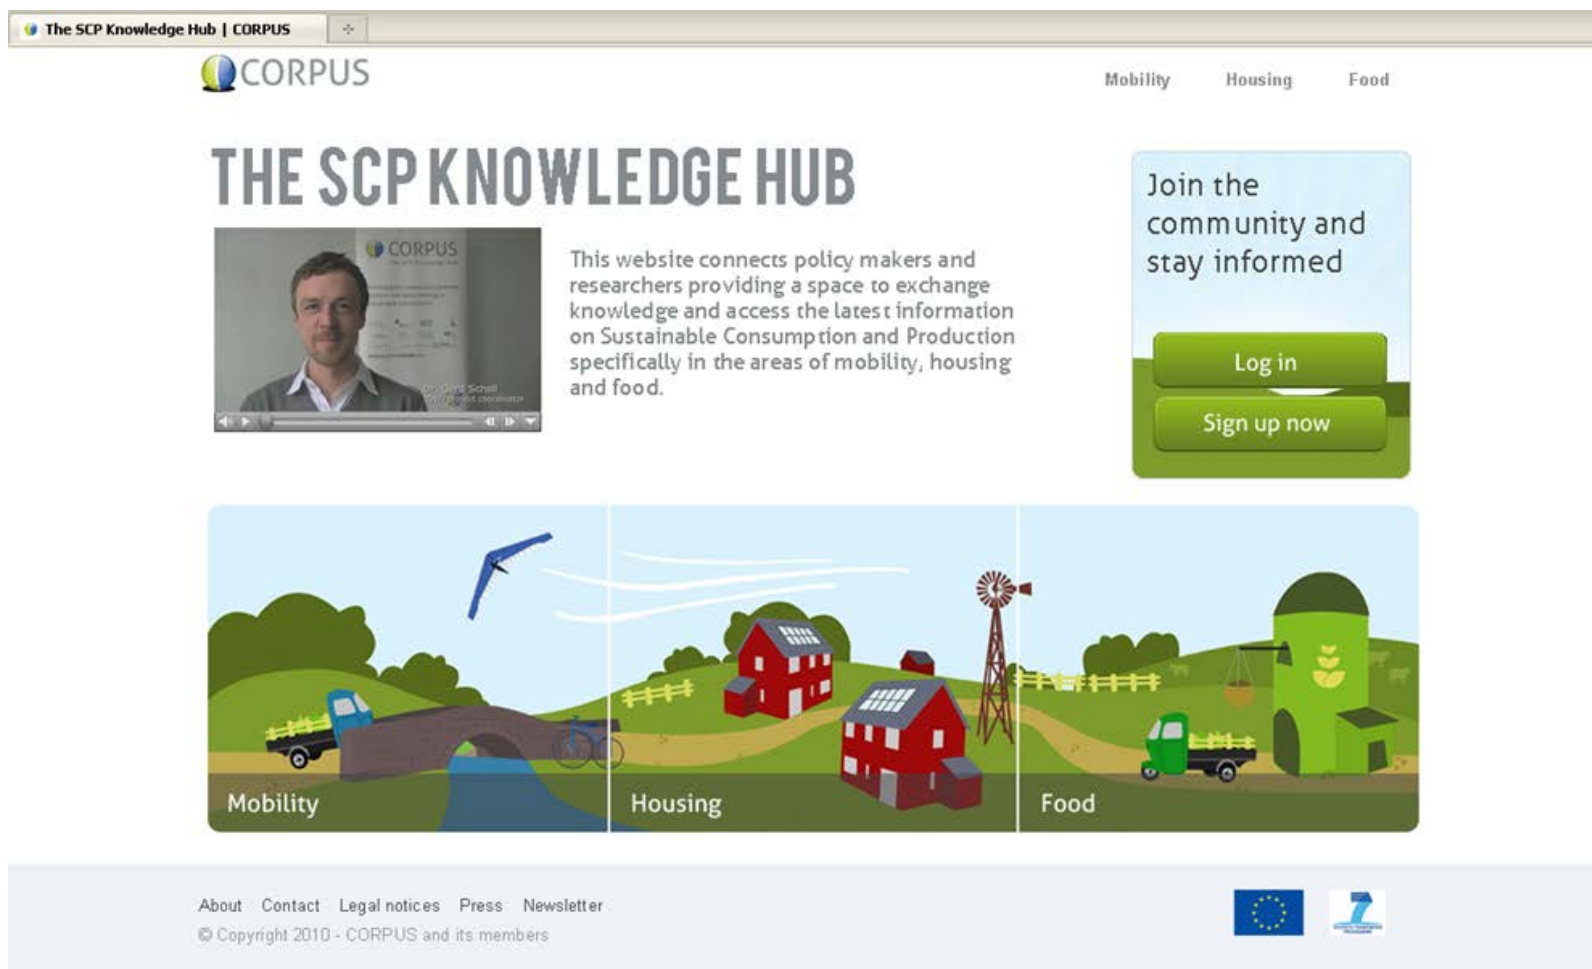 The SCP Knowledge Hub | CORPUS
CORPUS
Mobility Housing Food
THE SCP KNOWLEDGE HUB
CORPUS
This website connects policy makers and
researchers providing a space to exchange
knowledge and access the latest information
on Sustainable Consumption and Production
specifically in the areas of mobility, housing
and food.
Join the
community and
stay informed
Log in
Sign up now
Mobility
Housing
Food
About Contact Legal notices Press Newsletter
© Copyright 2010 - CORPUS and its members
7